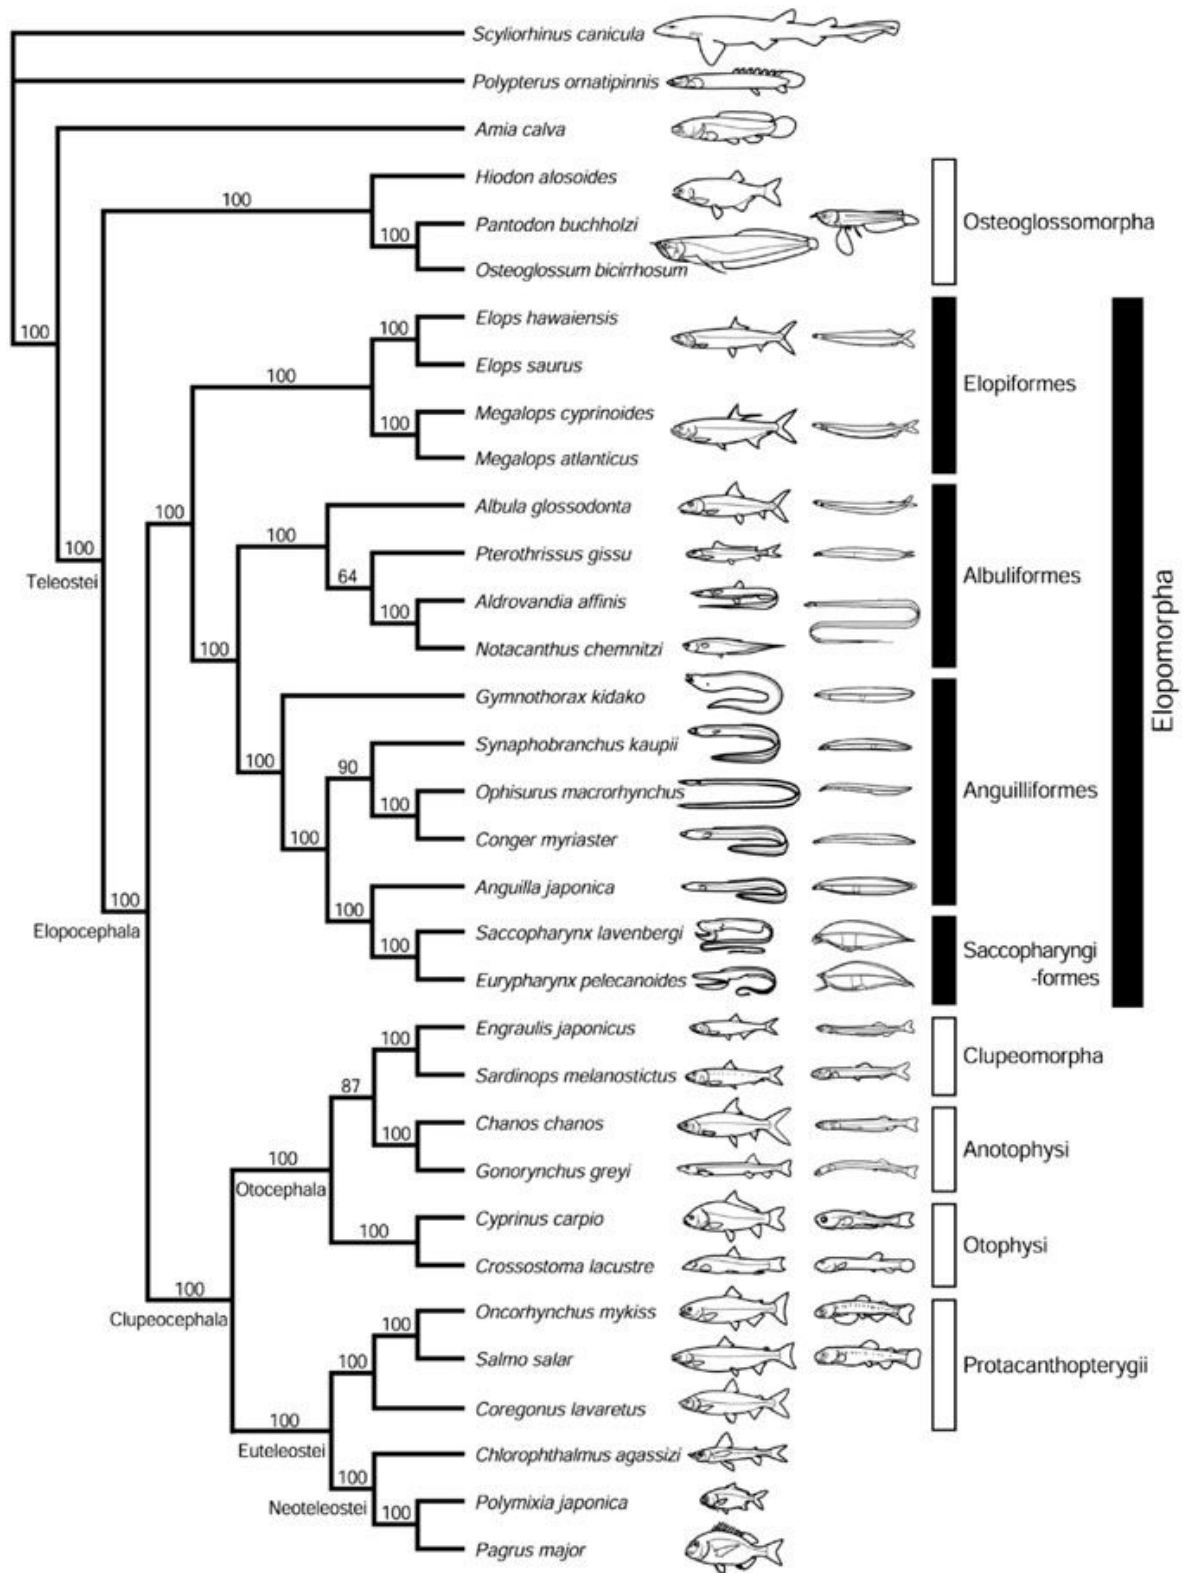 Scyliorhinus canicula
Polypterus ornatipinnis
Amia calva
Hiodon alosoides
100
Pantodon buchholzi
100
Osteoglossomorpha
Osteoglossum bicirrhosum
Elops hawaiensis
100
100
Elops saurus
100
Elopiformes
Megalops cyprinoides
100
Megalops atlanticus
Albula glossodonta
100
100
Pterothrissus gissu
100
Teleostei
64
Albuliformes
Aldrovandia affinis
100
Notacanthus chemnitzi
100
Elopomorpha
Gymnothorax kidako
Synaphobranchus kaupii
100
90
Ophisurus macrorhynchus
Anguilliformes
100
Conger myriaster
100
Anguilla japonica
100
Elopocephala
100
Saccopharynx lavenbergi
100
Saccopharyngi
-formes
Eurypharynx pelecanoides
Engraulis japonicus
100
Clupeomorpha
Sardinops melanostictus
87
Chanos chanos
100
Anotophysi
Gonorynchus greyi
100
Otocephala
Cyprinus carpio
100
Otophysi
Crossostoma lacustre
100
Clupeocephala
Oncorhynchus mykiss
100
Salmo salar
100
Protacanthopterygii
Coregonus lavaretus
100
Euteleostei
Chlorophthalmus agassizi
100
Neoteleostei
Polymixia japonica
100
Pagrus major